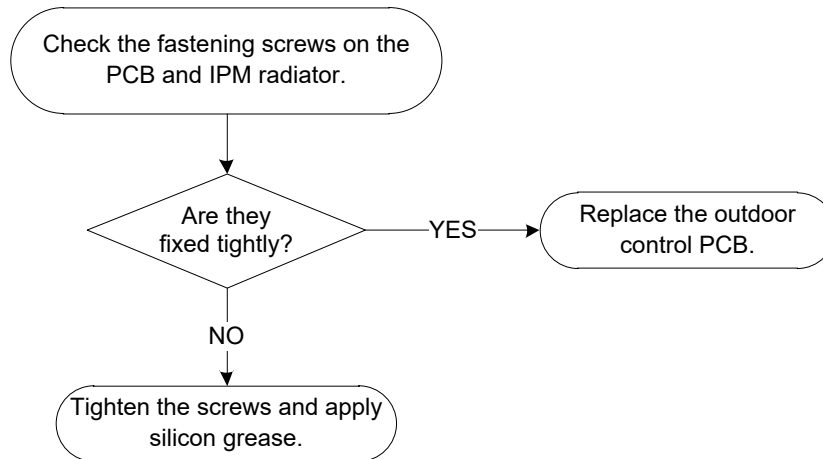 Check the fastening screws on the
PCB and IPM radiator.
Are they
fixed tightly?
YES
Replace the outdoor
control PCB.
NO
Tighten the screws and apply
silicon grease.